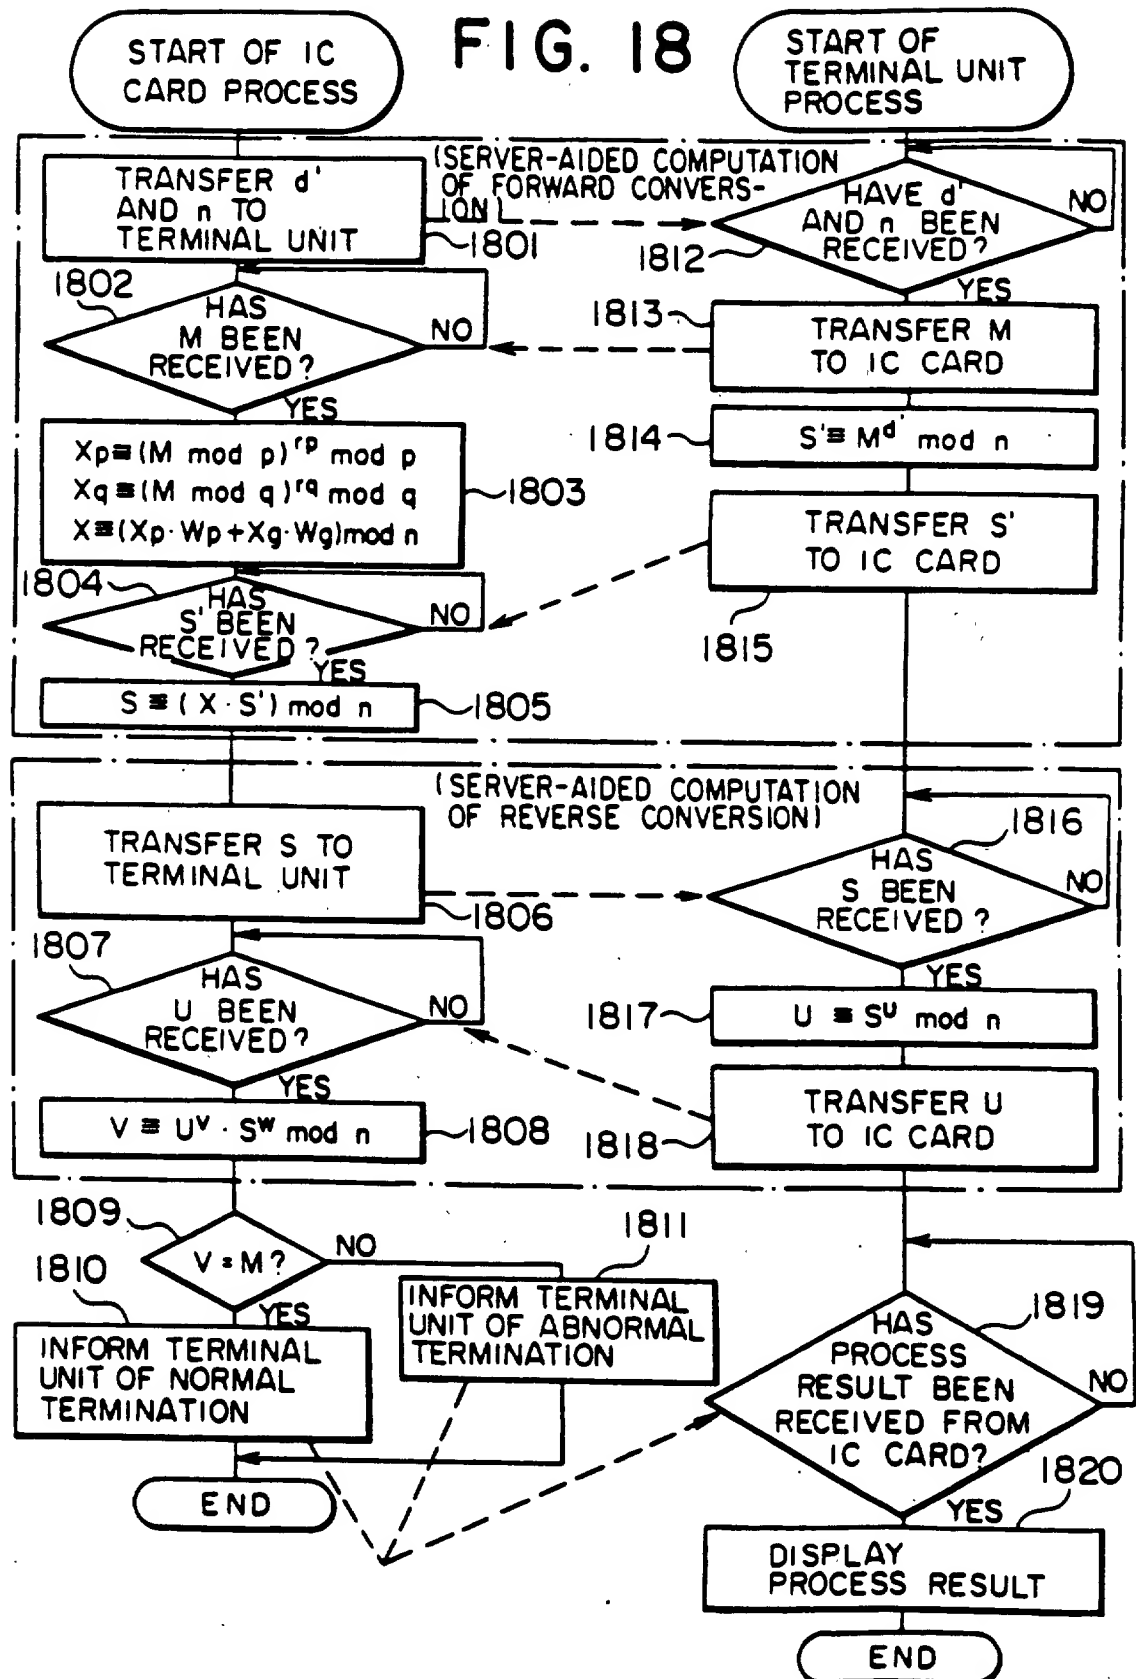 FIG. 18
START OF IC
CARD PROCESS
START OF
TERMINAL UNIT
PROCESS
(SERVER-AIDED COMPUTATION
OF FORWARD CONVERS-
ION)
TRANSFER d'
AND n TO
TERMINAL UNIT
1801
HAVE d'
AND n BEEN
RECEIVED?
NO
1812
YES
1802
HAS
M BEEN
RECEIVED?
NO
YES
1813
TRANSFER M
TO IC CARD
1814
S'≡ M^d' mod n
Xp≡(M mod p)^rp mod p
Xq≡(M mod q)^rq mod q
X≡(Xp·Wp+Xg·Wg)mod n
1803
TRANSFER S'
TO IC CARD
1815
1804
HAS
S' BEEN
RECEIVED?
NO
YES
S ≡ ( X · S') mod n
1805
(SERVER-AIDED COMPUTATION
OF REVERSE CONVERSION)
TRANSFER S TO
TERMINAL UNIT
1806
1816
HAS
S BEEN
RECEIVED?
NO
YES
1807
HAS
U BEEN
RECEIVED?
NO
YES
1817
U ≡ S^u mod n
1818
TRANSFER U
TO IC CARD
V ≡ U^v · S^w mod n
1808
1809
V = M?
NO
YES
1810
INFORM TERMINAL
UNIT OF NORMAL
TERMINATION
1811
INFORM TERMINAL
UNIT OF ABNORMAL
TERMINATION
END
1819
HAS
PROCESS
RESULT BEEN
RECEIVED FROM
IC CARD?
NO
YES
1820
DISPLAY
PROCESS RESULT
END